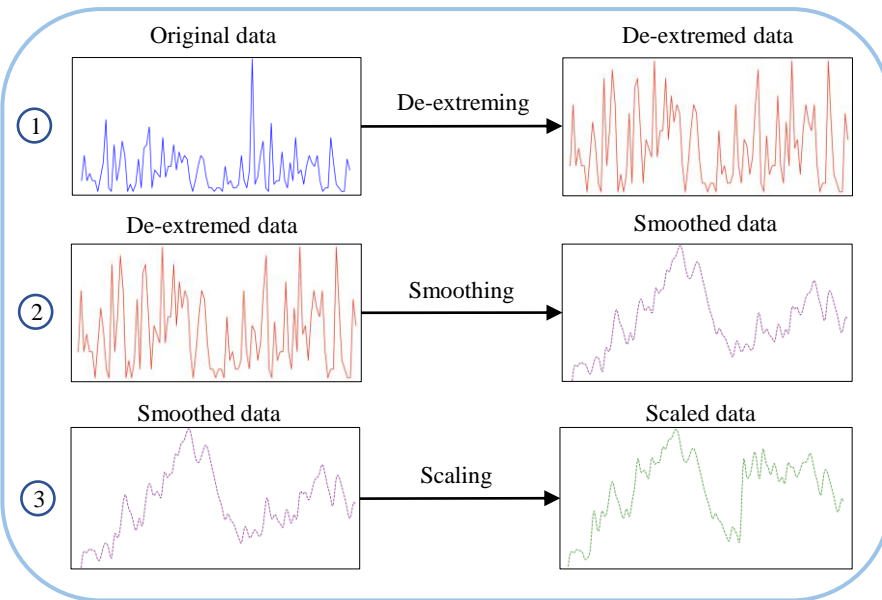 Original data
De-extremed data
1
De-extreming
De-extremed data
Smoothed data
2
Smoothing
Smoothed data
Scaled data
3
Scaling